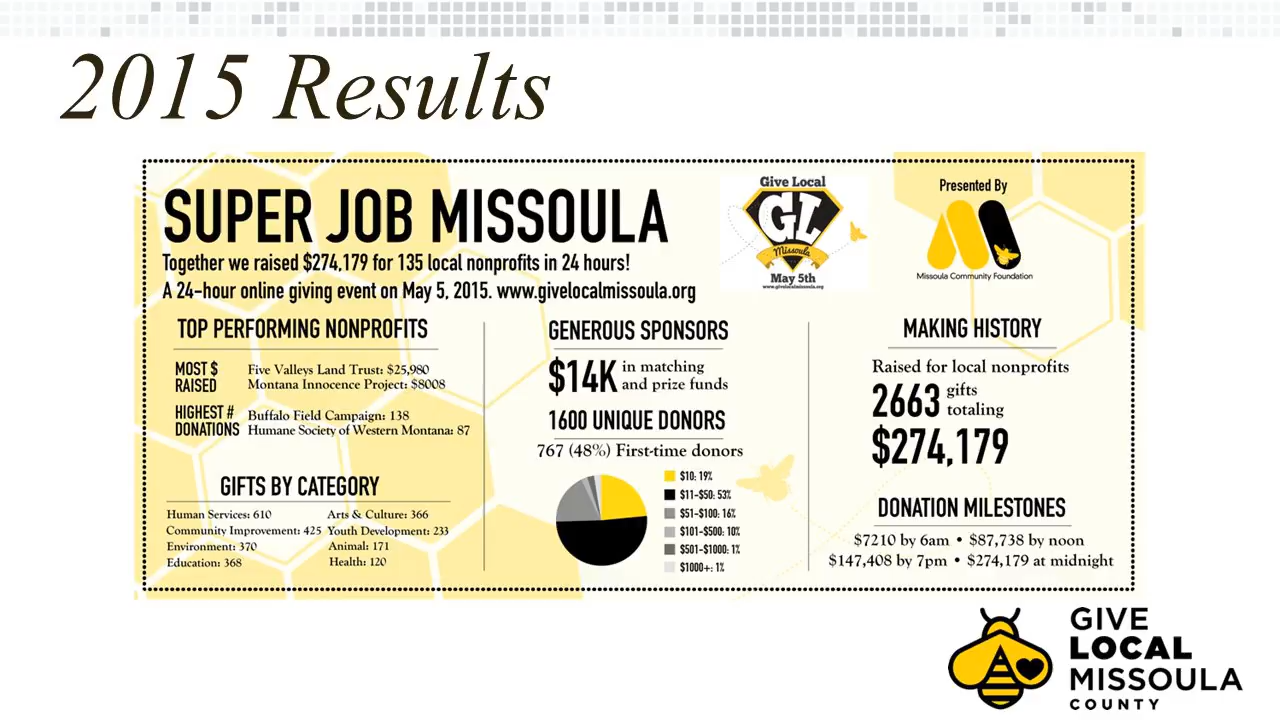 2015 Results
SUPER JOB MISSOULA
Together we raised $274,179 for 135 local nonprofits in 24 hours!
A 24-hour online giving event on May 5, 2015. www.givelocalmissoula.org
Give Local
GL
Missoula
May 5th
www.givelocalmissoula.org
Presented By
Missoula Community Foundation
TOP PERFORMING NONPROFITS
MOST $
RAISED
Five Valleys Land Trust: $25,980
Montana Innocence Project: $8008
HIGHEST #
DONATIONS
Buffalo Field Campaign: 138
Humane Society of Western Montana: 87
GIFTS BY CATEGORY
Human Services: 610
Community Improvement: 425
Environment: 370
Education: 368
Arts & Culture: 366
Youth Development: 233
Animal: 171
Health: 120
GENEROUS SPONSORS
$14K in matching
and prize funds
1600 UNIQUE DONORS
767 (48%) First-time donors
$10: 19%
$11-$50: 53%
$51-$100: 16%
$101-$500: 10%
$501-$1000: 1%
$1000+: 1%
MAKING HISTORY
Raised for local nonprofits
2663 gifts
totaling
$274,179
DONATION MILESTONES
$7210 by 6am • $87,738 by noon
$147,408 by 7pm • $274,179 at midnight
GIVE
LOCAL
MISSOULA
COUNTY